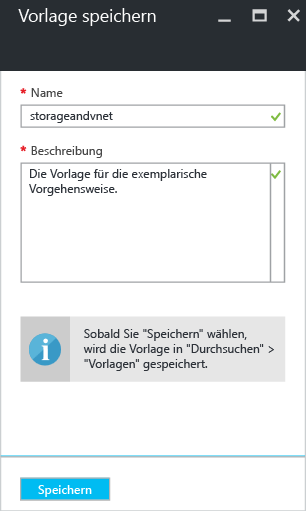 Vorlage speichern
* Name
storageandvnet
* Beschreibung
Die Vorlage für die exemplarische
Vorgehensweise.
Sobald Sie "Speichern" wählen,
wird die Vorlage in "Durchsuchen" >
"Vorlagen" gespeichert.
Speichern